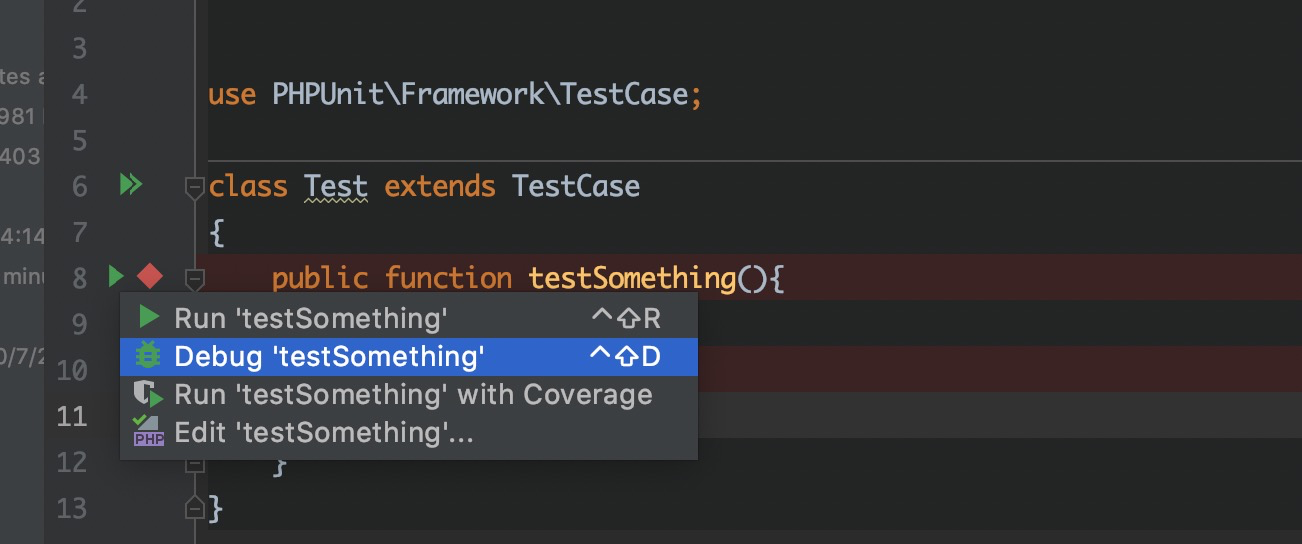 2
3
tes a
4 use PHPUnit\Framework\TestCase;
981
5
403
6 class Test extends TestCase
4:14
7 {
minu
8 public function testSomething(){
Run 'testSomething' ^⇧R
9
0/7/2
Debug 'testSomething' ^⇧D
10
Run 'testSomething' with Coverage
11
PHP Edit 'testSomething'...
12 }
13 }